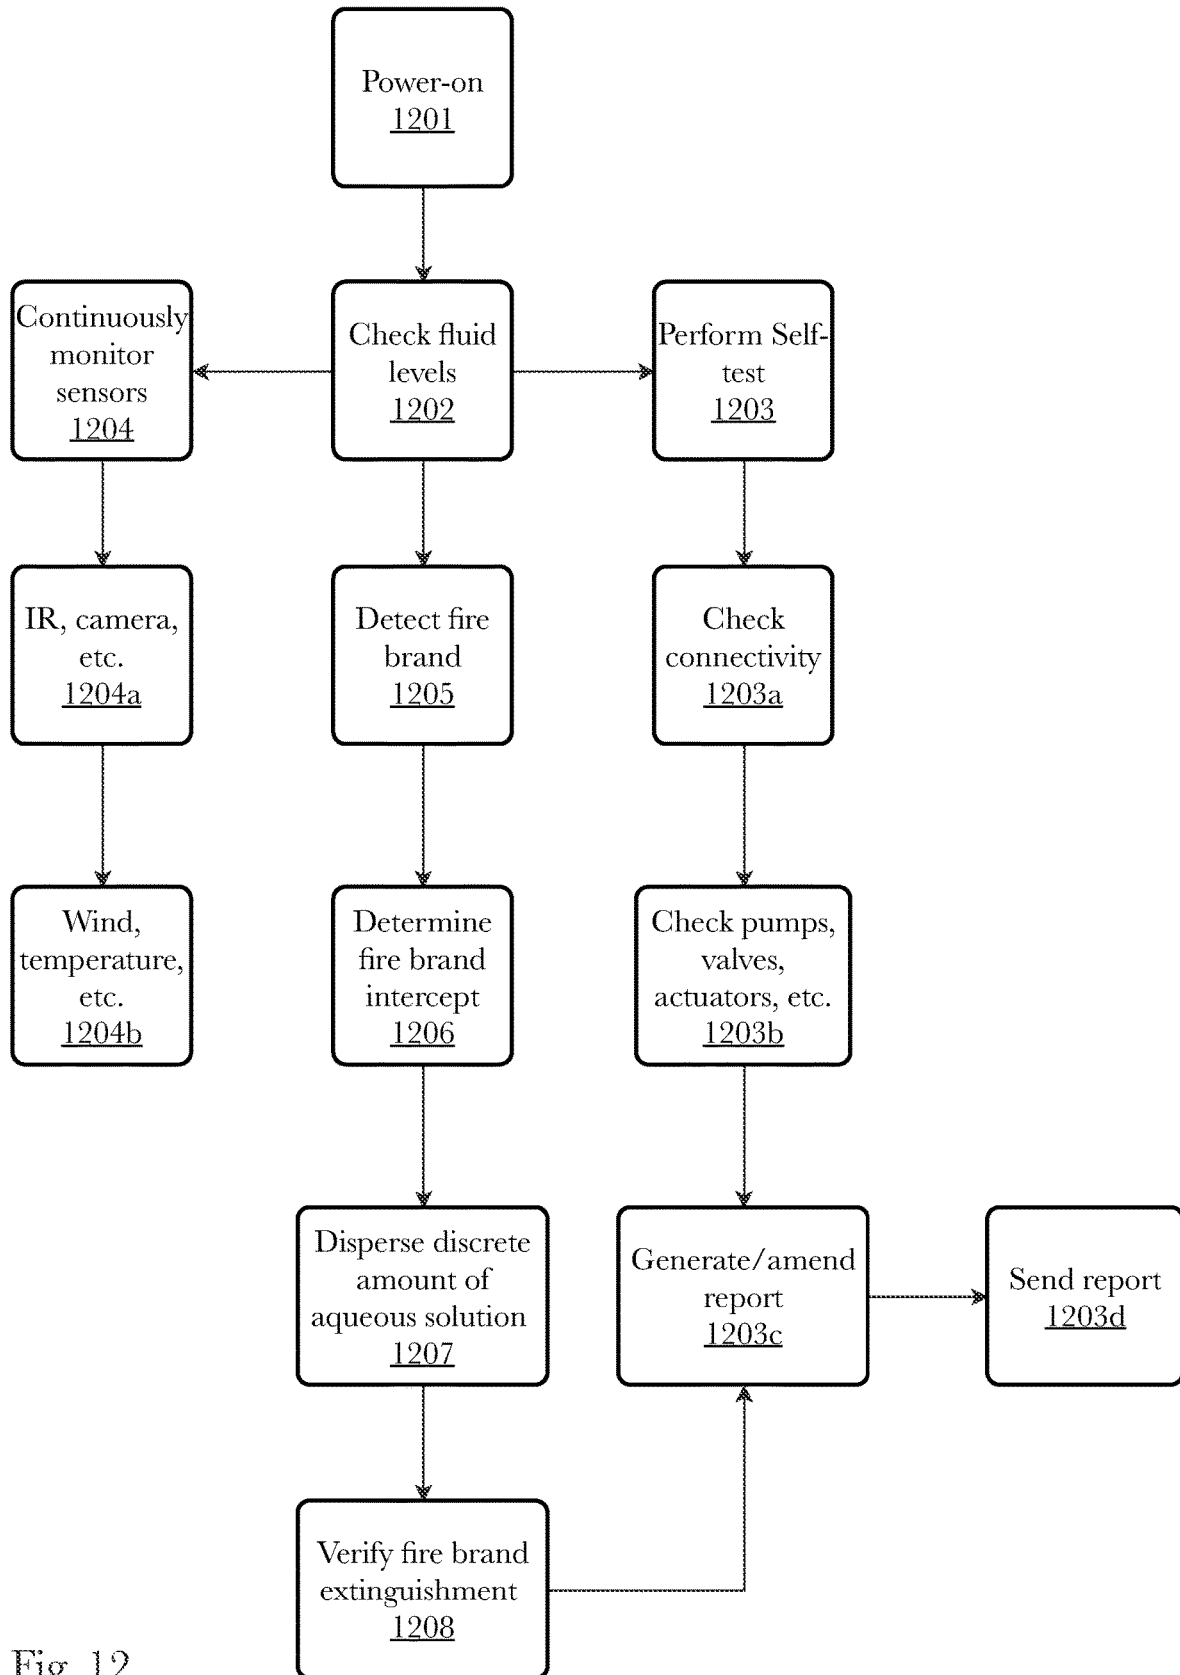 Power-on
1201
Continuously
monitor
sensors
1204
Check fluid
levels
1202
Perform Self-
test
1203
IR, camera,
etc.
1204a
Detect fire
brand
1205
Check
connectivity
1203a
Wind,
temperature,
etc.
1204b
Determine
fire brand
intercept
1206
Check pumps,
valves,
actuators, etc.
1203b
Disperse discrete
amount of
aqueous solution
1207
Generate/amend
report
1203c
Send report
1203d
Verify fire brand
extinguishment
1208
Fig. 12